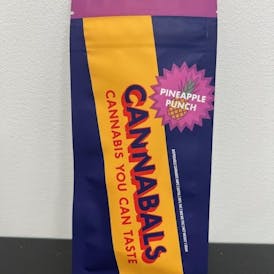 PINEAPPLE
PUNCH
CANNABALS
CANNABIS YOU CAN TASTE